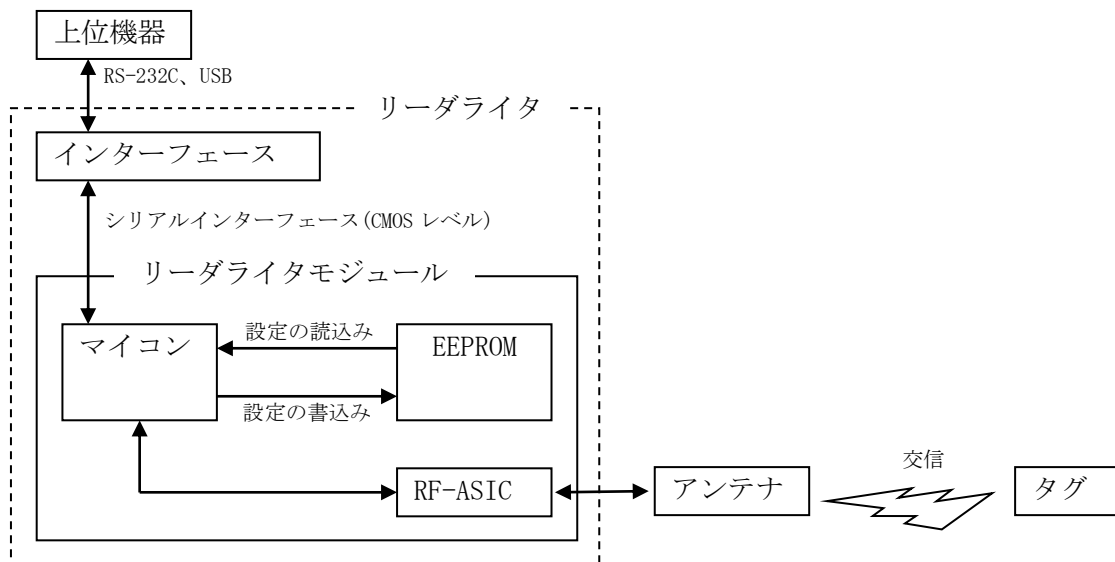 上位機器
RS-232C、USB
リーダライタ
インターフェース
シリアルインターフェース(CMOS レベル)
リーダライタモジュール
マイコン
設定の読込み
EEPROM
設定の書込み
RF-ASIC
アンテナ
交信
タグ